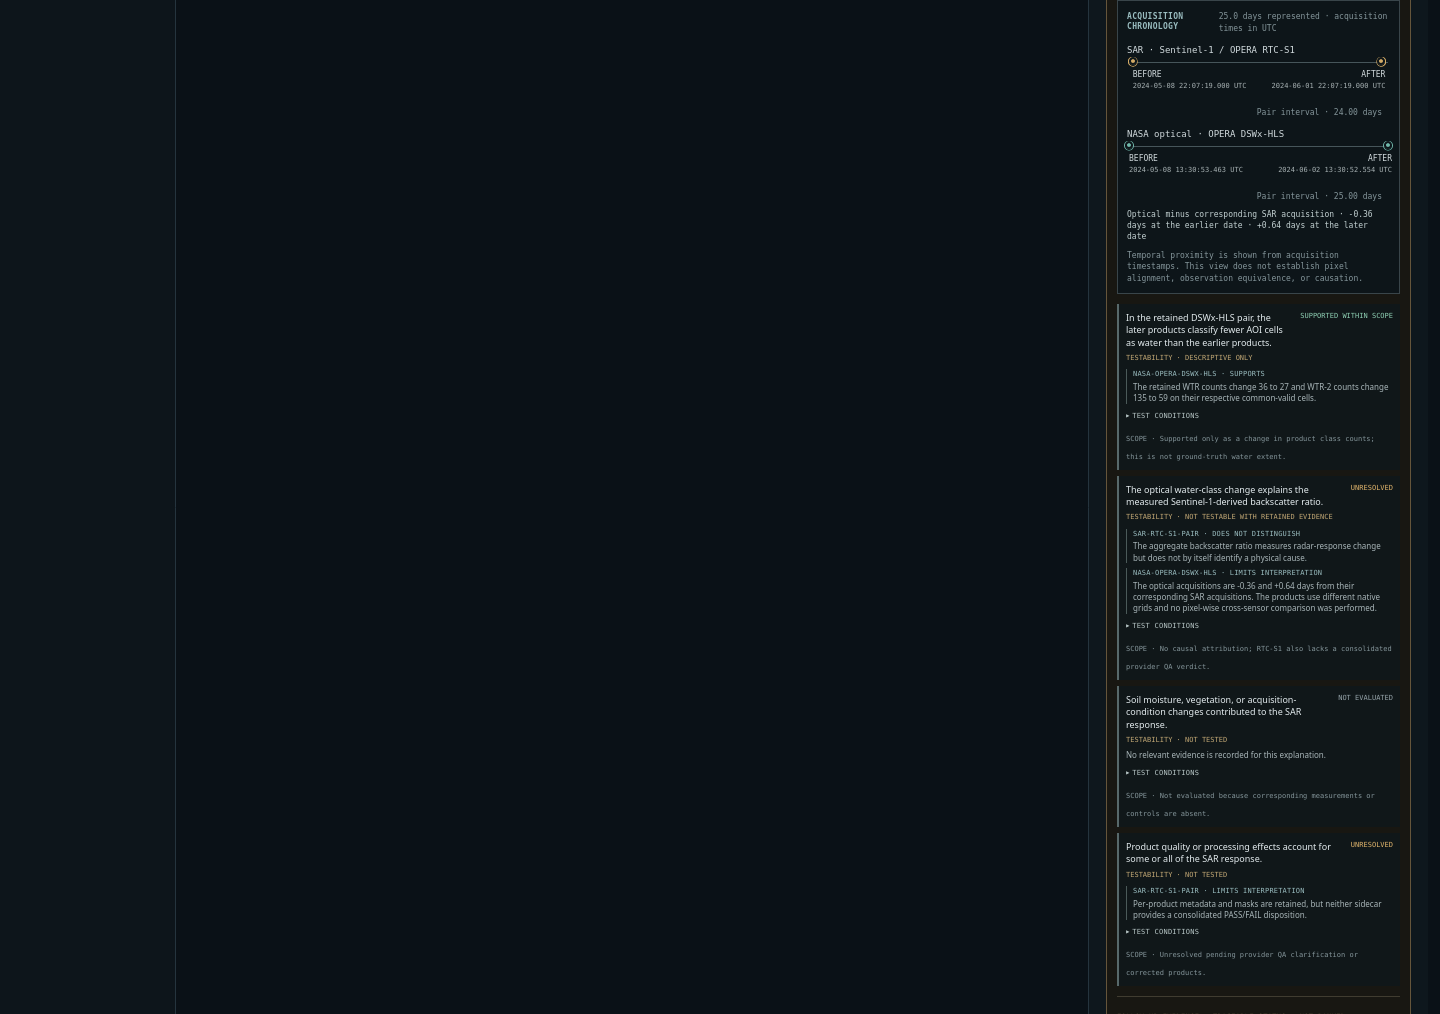 ACQUISITION CHRONOLOGY
25.0 days represented · acquisition times in UTC
SAR · Sentinel-1 / OPERA RTC-S1
BEFORE
AFTER
2024-05-08 22:07:19.000 UTC
2024-06-01 22:07:19.000 UTC
Pair interval · 24.00 days
NASA optical · OPERA DSWx-HLS
BEFORE
AFTER
2024-05-08 13:30:53.463 UTC
2024-06-02 13:30:52.554 UTC
Pair interval · 25.00 days
Optical minus corresponding SAR acquisition · -0.36
days at the earlier date · +0.64 days at the later
date
Temporal proximity is shown from acquisition
timestamps. This view does not establish pixel
alignment, observation equivalence, or causation.
In the retained DSWx-HLS pair, the
later products classify fewer AOI cells
as water than the earlier products.
SUPPORTED WITHIN SCOPE
TESTABILITY · DESCRIPTIVE ONLY
NASA-OPERA-DSWX-HLS · SUPPORTS
The retained WTR counts change 36 to 27 and WTR-2 counts change
135 to 59 on their respective common-valid cells.
▸ TEST CONDITIONS
SCOPE · Supported only as a change in product class counts;
this is not ground-truth water extent.
The optical water-class change explains the
measured Sentinel-1-derived backscatter ratio.
UNRESOLVED
TESTABILITY · NOT TESTABLE WITH RETAINED EVIDENCE
SAR-RTC-S1-PAIR · DOES NOT DISTINGUISH
The aggregate backscatter ratio measures radar-response change
but does not by itself identify a physical cause.
NASA-OPERA-DSWX-HLS · LIMITS INTERPRETATION
The optical acquisitions are -0.36 and +0.64 days from their
corresponding SAR acquisitions. The products use different native
grids and no pixel-wise cross-sensor comparison was performed.
▸ TEST CONDITIONS
SCOPE · No causal attribution; RTC-S1 also lacks a consolidated
provider QA verdict.
Soil moisture, vegetation, or acquisition-
condition changes contributed to the SAR
response.
NOT EVALUATED
TESTABILITY · NOT TESTED
No relevant evidence is recorded for this explanation.
▸ TEST CONDITIONS
SCOPE · Not evaluated because corresponding measurements or
controls are absent.
Product quality or processing effects account for
some or all of the SAR response.
UNRESOLVED
TESTABILITY · NOT TESTED
SAR-RTC-S1-PAIR · LIMITS INTERPRETATION
Per-product metadata and masks are retained, but neither sidecar
provides a consolidated PASS/FAIL disposition.
▸ TEST CONDITIONS
SCOPE · Unresolved pending provider QA clarification or
corrected products.